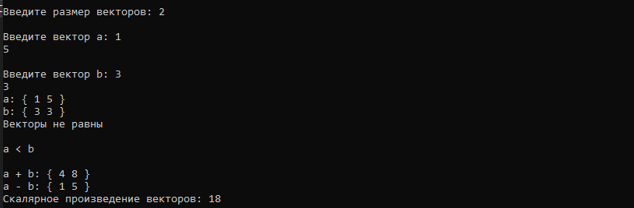 Введите размер векторов: 2
Введите вектор a: 1
5
Введите вектор b: 3
3
a: { 1 5 }
b: { 3 3 }
Векторы не равны
a < b
a + b: { 4 8 }
a - b: { 1 5 }
Скалярное произведение векторов: 18